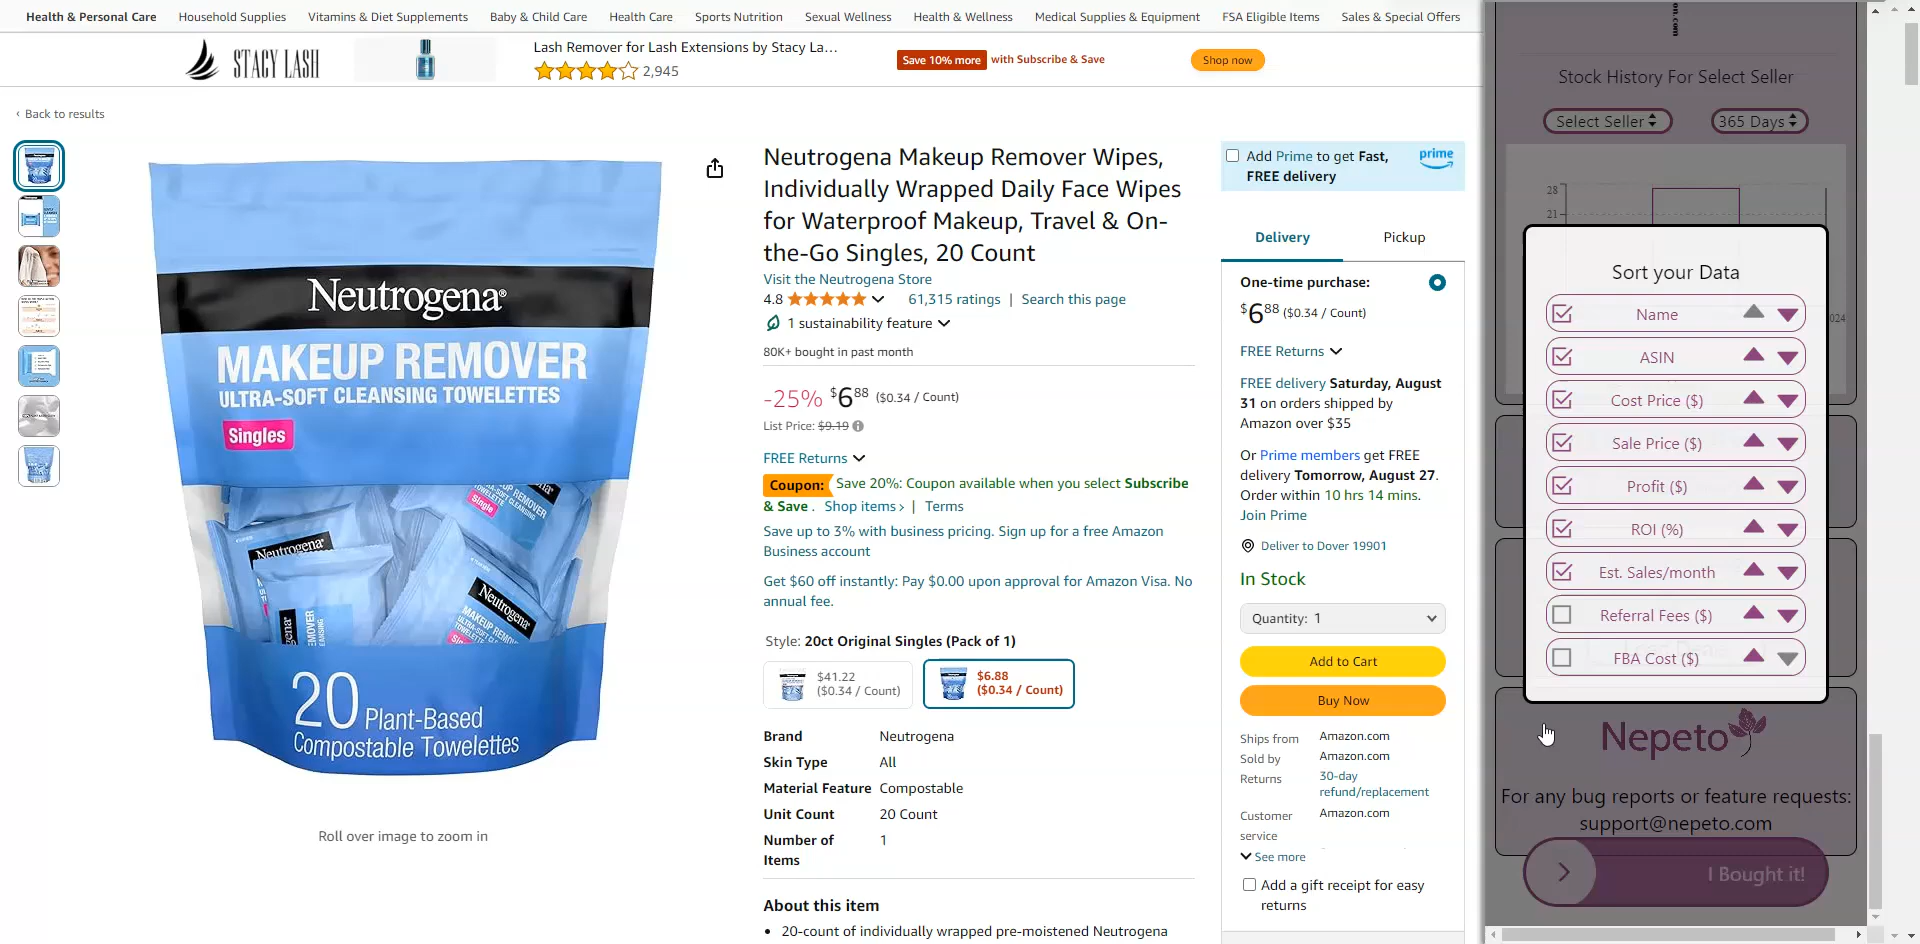 Health & Personal Care
Household Supplies
Vitamins & Diet Supplements
Baby & Child Care
Health Care
Sports Nutrition
Sexual Wellness
Health & Wellness
Medical Supplies & Equipment
FSA Eligible Items
Sales & Special Offers
STACY LASH
Lash Remover for Lash Extensions by Stacy La...
2,945
Save 10% more with Subscribe & Save
Shop now
‹ Back to results
Neutrogena®
MAKEUP REMOVER
ULTRA-SOFT CLEANSING TOWELETTES
Singles
20 Plant-Based
Compostable Towelettes
Roll over image to zoom in
Neutrogena Makeup Remover Wipes,
Individually Wrapped Daily Face Wipes
for Waterproof Makeup, Travel & On-
the-Go Singles, 20 Count
Visit the Neutrogena Store
4.8
61,315 ratings | Search this page
1 sustainability feature
80K+ bought in past month
-25% $6.88 ($0.34 / Count)
List Price: $9.19
FREE Returns
Coupon: Save 20%: Coupon available when you select Subscribe
& Save . Shop items › | Terms
Save up to 3% with business pricing. Sign up for a free Amazon
Business account
Get $60 off instantly: Pay $0.00 upon approval for Amazon Visa. No
annual fee.
Style: 20ct Original Singles (Pack of 1)
$41.22
($0.34 / Count)
$6.88
($0.34 / Count)
Brand Neutrogena
Skin Type All
Material Feature Compostable
Unit Count 20 Count
Number of 1
Items
About this item
• 20-count of individually wrapped pre-moistened Neutrogena
Add Prime to get Fast,
FREE delivery
prime
Delivery
Pickup
One-time purchase:
$6.88 ($0.34 / Count)
FREE Returns
FREE delivery Saturday, August
31 on orders shipped by
Amazon over $35
Or Prime members get FREE
delivery Tomorrow, August 27.
Order within 10 hrs 14 mins.
Join Prime
Deliver to Dover 19901
In Stock
Quantity: 1
Add to Cart
Buy Now
Ships from Amazon.com
Sold by Amazon.com
Returns 30-day
refund/replacement
Customer Amazon.com
service
See more
Add a gift receipt for easy
returns
on.com
Stock History For Select Seller
Select Seller
365 Days
28
21
024
Sort your Data
Name
ASIN
Cost Price ($)
Sale Price ($)
Profit ($)
ROI (%)
Est. Sales/month
Referral Fees ($)
FBA Cost ($)
Nepeto
For any bug reports or feature requests:
support@nepeto.com
I Bought it!